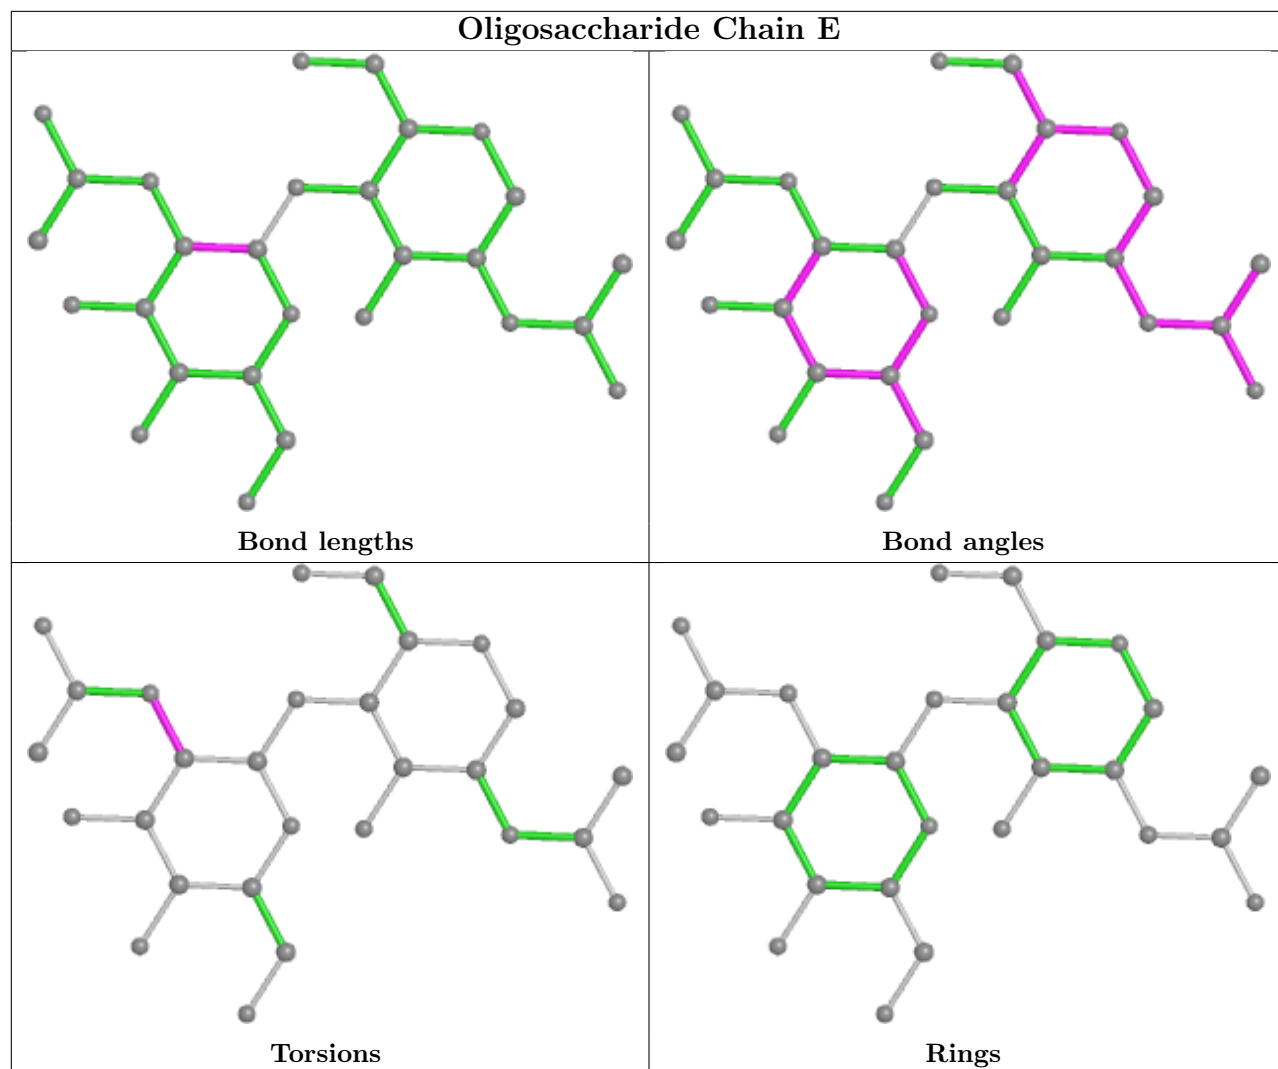 Oligosaccharide Chain E
Bond lengths
Bond angles
Torsions
Rings